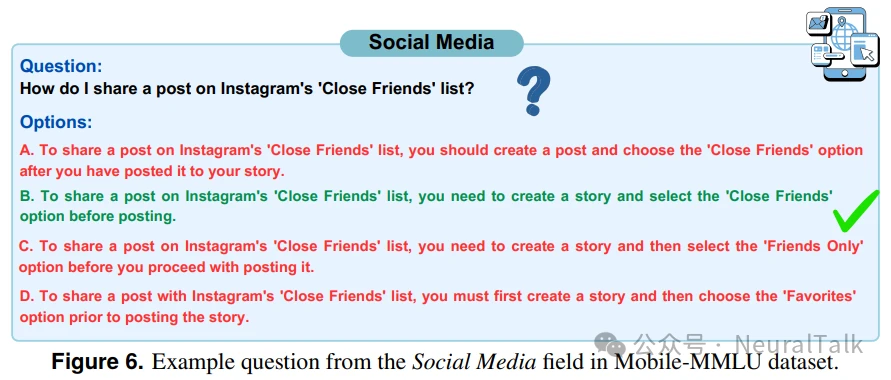 Social Media
Question:
How do I share a post on Instagram's 'Close Friends' list?
Options:
A. To share a post on Instagram's 'Close Friends' list, you should create a post and choose the 'Close Friends' option
after you have posted it to your story.
B. To share a post on Instagram's 'Close Friends' list, you need to create a story and select the 'Close Friends'
option before posting.
C. To share a post on Instagram's 'Close Friends' list, you need to create a story and then select the 'Friends Only'
option before you proceed with posting it.
D. To share a post with Instagram's 'Close Friends' list, you must first create a story and then choose the 'Favorites'
option prior to posting the story.
公众号 · NeuralTalk
Figure 6. Example question from the Social Media field in Mobile-MMLU dataset.